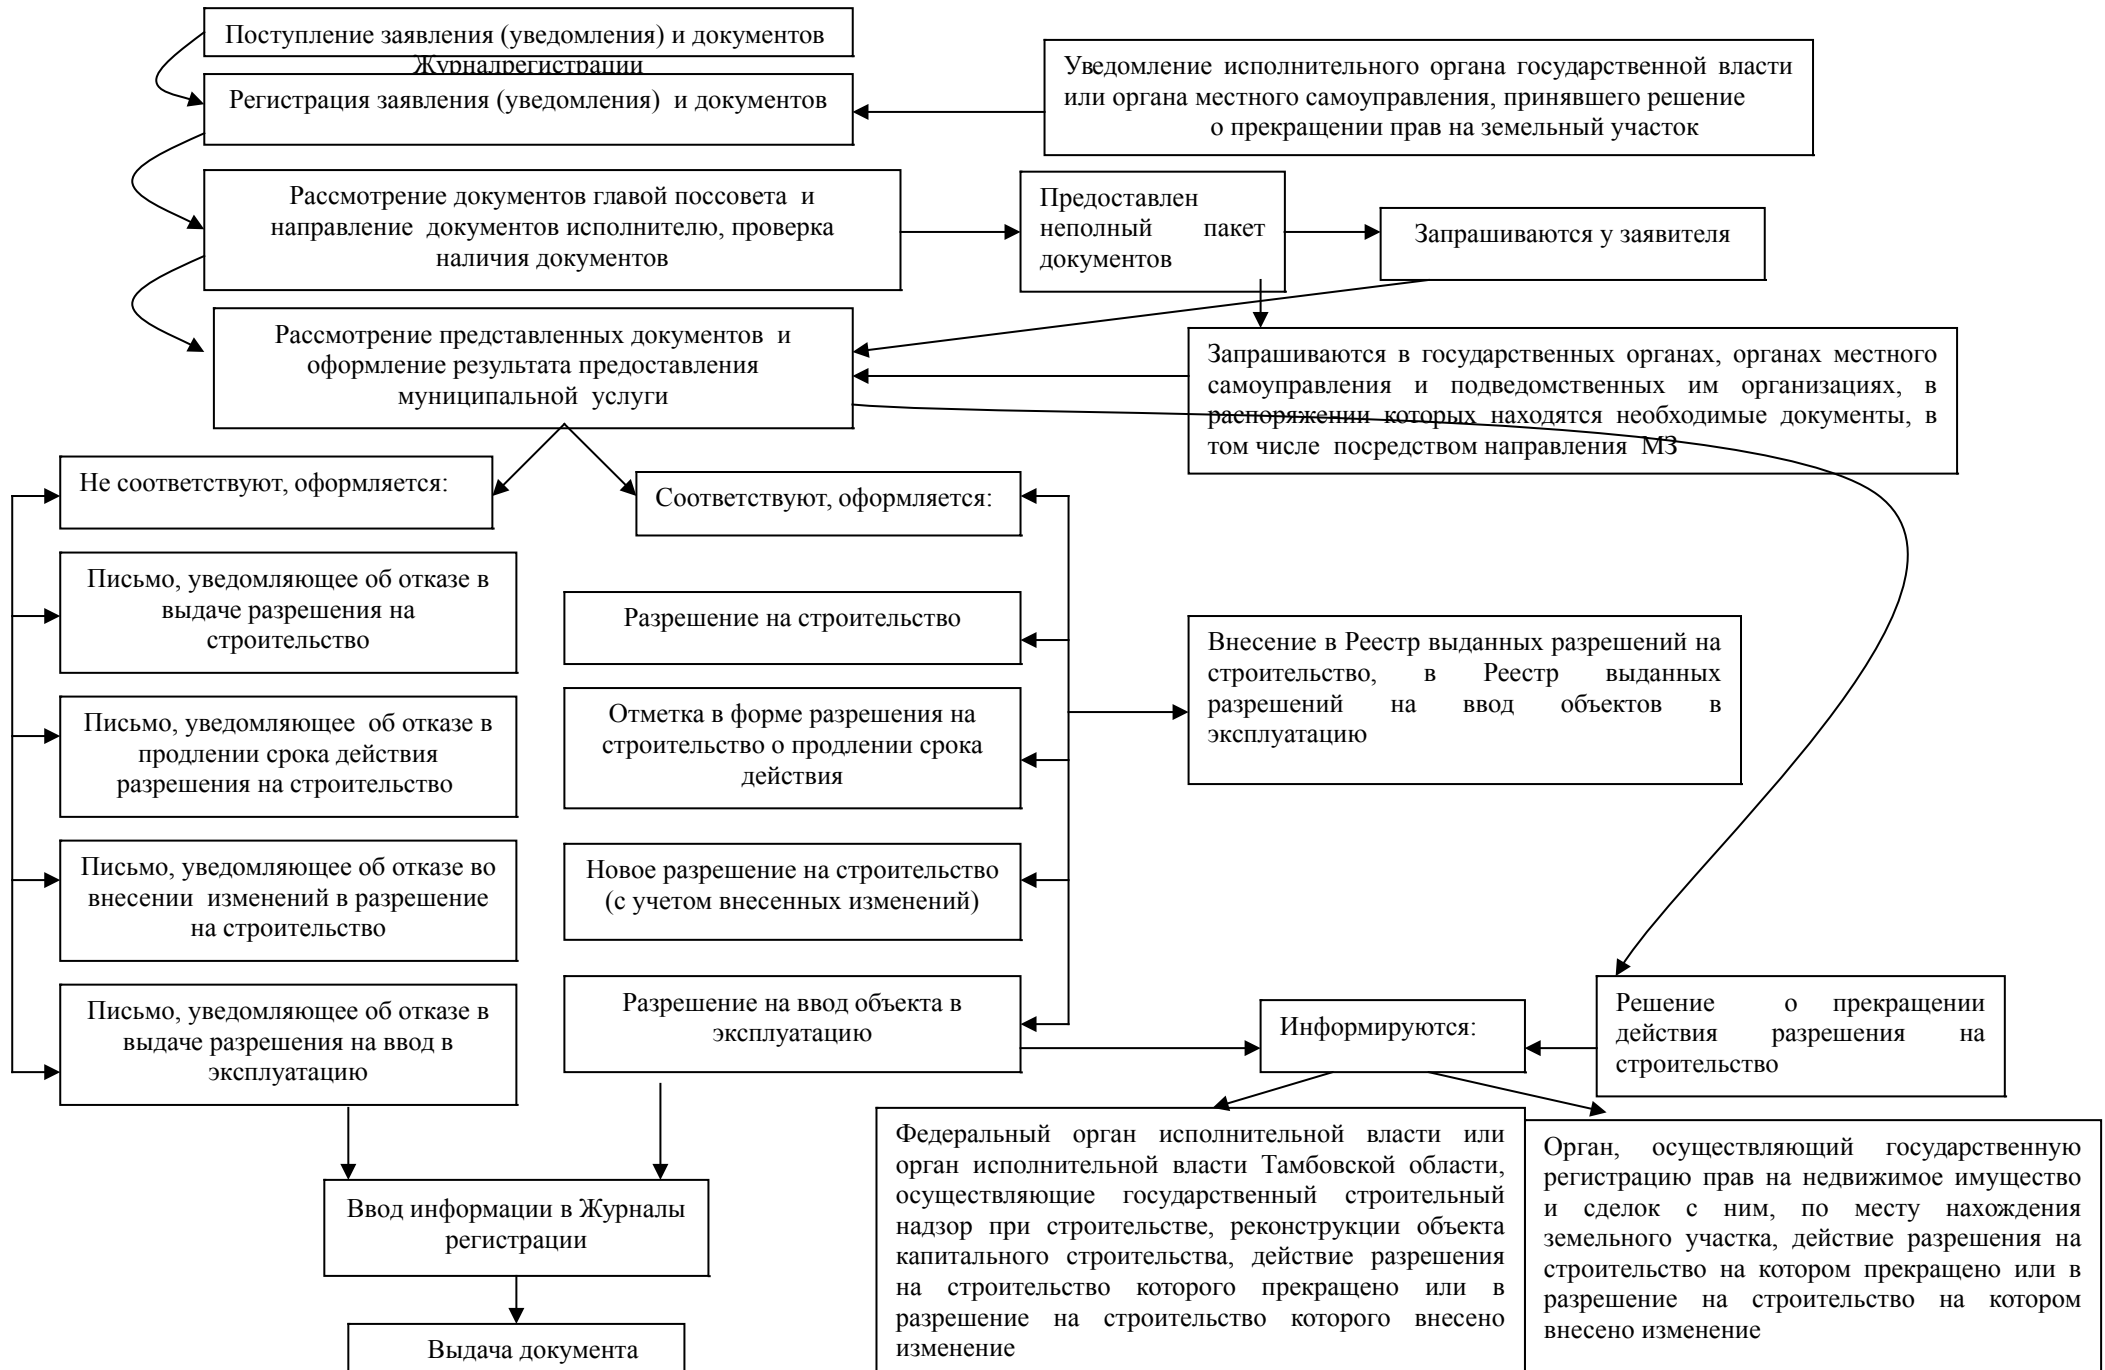 Поступление заявления (уведомления) и документов
Журналрегистрации
Регистрация заявления (уведомления) и документов
Уведомление исполнительного органа государственной власти
или органа местного самоуправления, принявшего решение
о прекращении прав на земельный участок
Рассмотрение документов главой поссовета и
направление документов исполнителю, проверка
наличия документов
Предоставлен
неполный пакет
документов
Запрашиваются у заявителя
Рассмотрение представленных документов и
оформление результата предоставления
муниципальной услуги
Запрашиваются в государственных органах, органах местного
самоуправления и подведомственных им организациях, в
распоряжении которых находятся необходимые документы, в
том числе посредством направления МЗ
Не соответствуют, оформляется:
Соответствуют, оформляется:
Письмо, уведомляющее об отказе в
выдаче разрешения на
строительство
Письмо, уведомляющее об отказе в
продлении срока действия
разрешения на строительство
Письмо, уведомляющее об отказе во
внесении изменений в разрешение
на строительство
Письмо, уведомляющее об отказе в
выдаче разрешения на ввод в
эксплуатацию
Разрешение на строительство
Отметка в форме разрешения на
строительство о продлении срока
действия
Новое разрешение на строительство
(с учетом внесенных изменений)
Разрешение на ввод объекта в
эксплуатацию
Внесение в Реестр выданных разрешений на
строительство, в Реестр выданных
разрешений на ввод объектов в
эксплуатацию
Информируются:
Решение о прекращении
действия разрешения на
строительство
Ввод информации в Журналы
регистрации
Выдача документа
Федеральный орган исполнительной власти или
орган исполнительной власти Тамбовской области,
осуществляющие государственный строительный
надзор при строительстве, реконструкции объекта
капитального строительства, действие разрешения
на строительство которого прекращено или в
разрешение на строительство которого внесено
изменение
Орган, осуществляющий государственную
регистрацию прав на недвижимое имущество
и сделок с ним, по месту нахождения
земельного участка, действие разрешения на
строительство на котором прекращено или в
разрешение на строительство на котором
внесено изменение